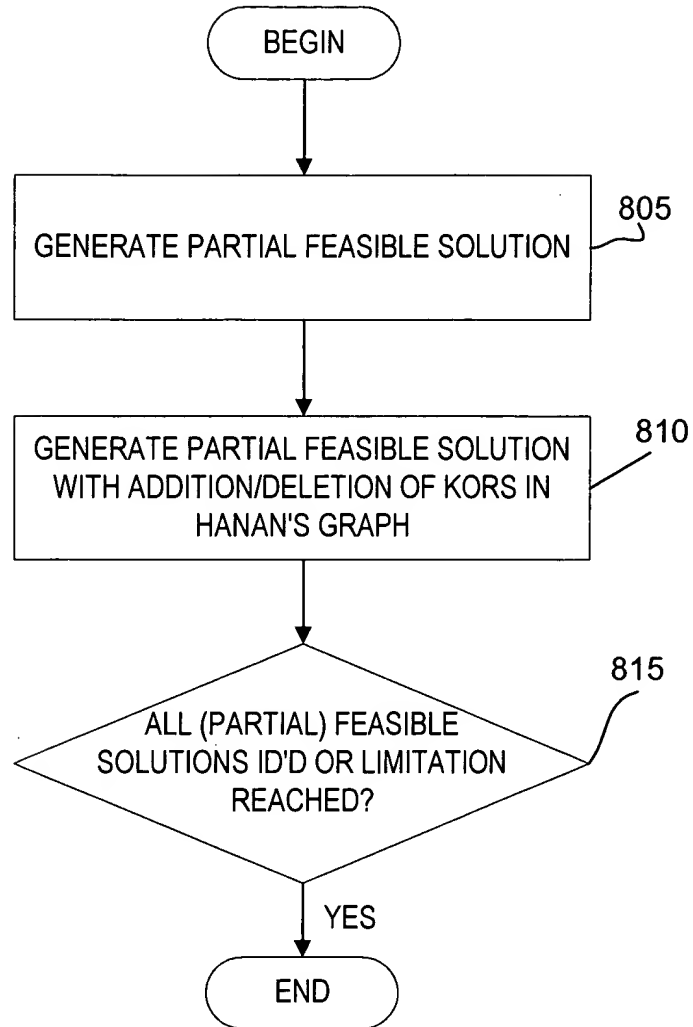 BEGIN
GENERATE PARTIAL FEASIBLE SOLUTION
805
GENERATE PARTIAL FEASIBLE SOLUTION
WITH ADDITION/DELETION OF KORS IN
HANAN'S GRAPH
810
ALL (PARTIAL) FEASIBLE
SOLUTIONS ID'D OR LIMITATION
REACHED?
815
YES
END